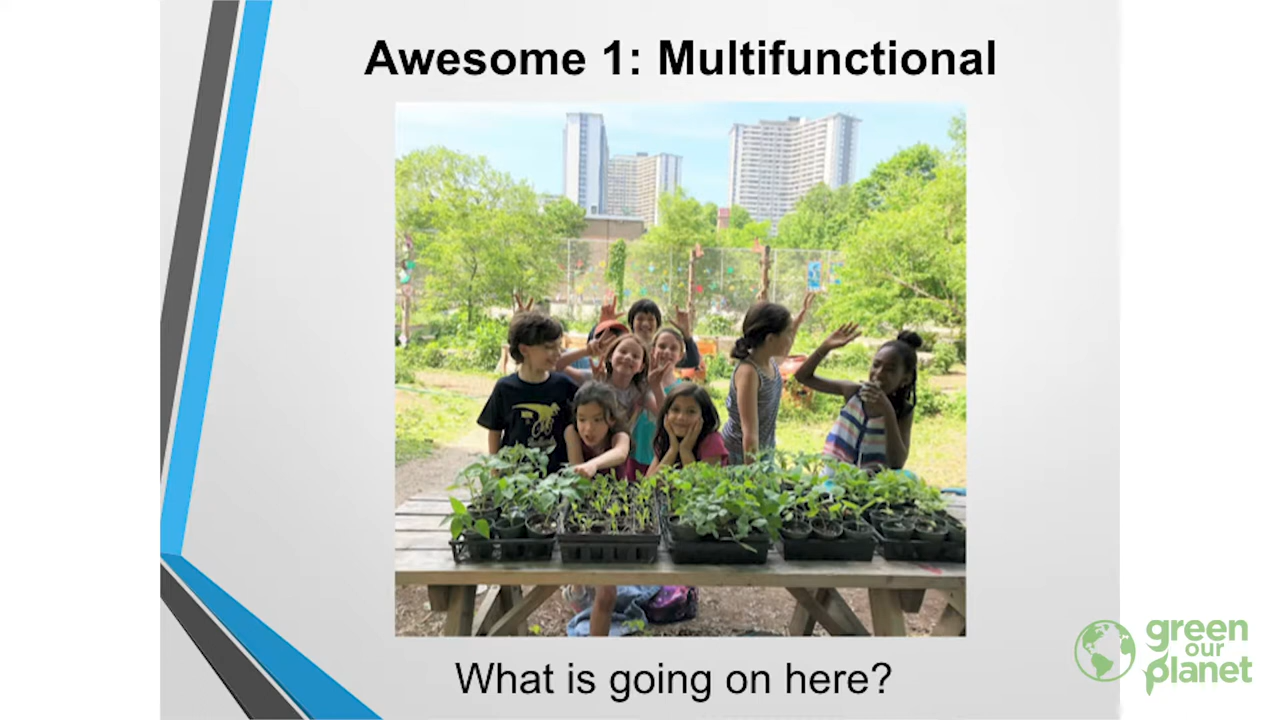 Awesome 1: Multifunctional
What is going on here?
green
our
planet